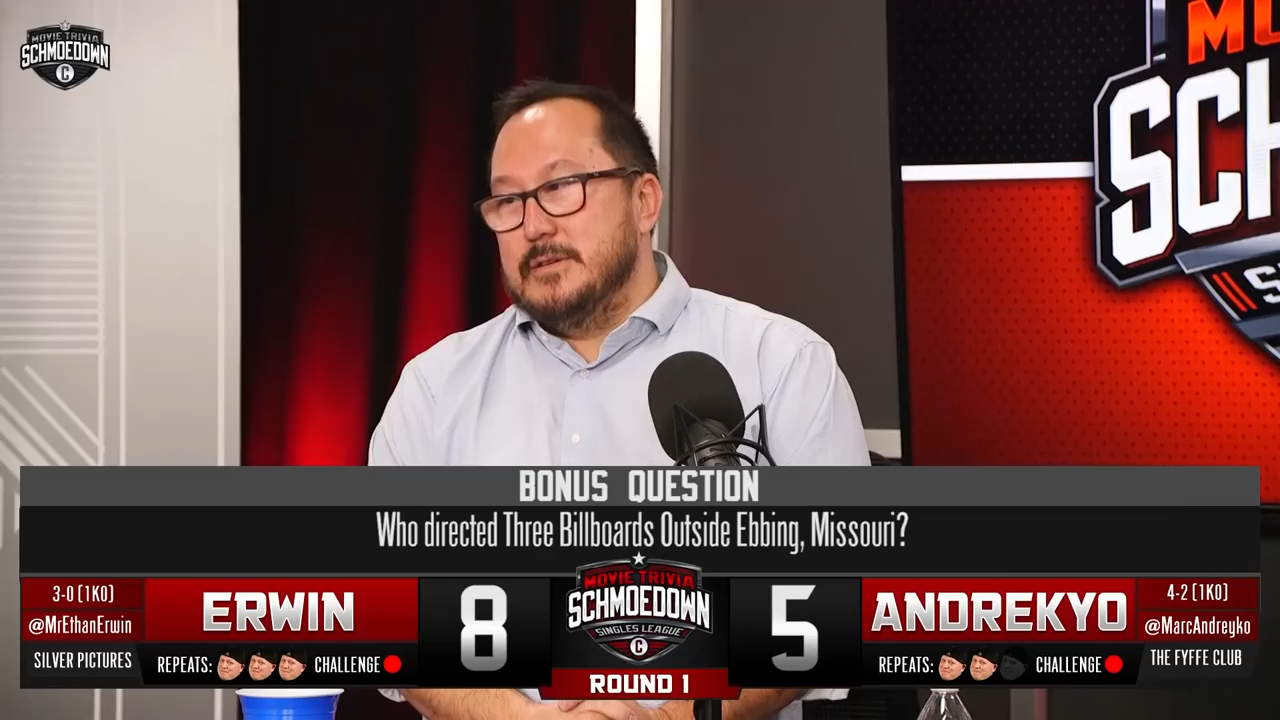 MOVIE TRIVIA
SCHMOEDOWN
C
MO
SCH
S
BONUS QUESTION
Who directed Three Billboards Outside Ebbing, Missouri?
3-0 (1KO)
@MrEthanErwin
SILVER PICTURES
ERWIN
REPEATS:
CHALLENGE
8
MOVIE TRIVIA
SCHMOEDOWN
SINGLES LEAGUE
C
ROUND 1
5
ANDREKYO
REPEATS:
CHALLENGE
4-2 (1KO)
@MarcAndreyko
THE FYFFE CLUB